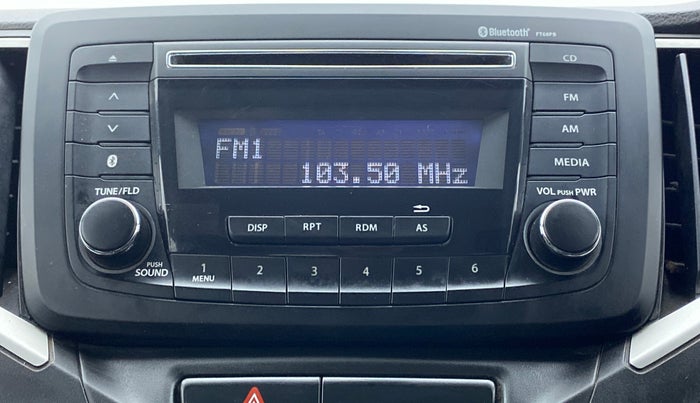 Bluetooth
CD
FM
FM1
AM
103.50 MHz
MEDIA
TUNE/FLD
VOL PUSH PWR
DISP RPT RDM AS
PUSH
SOUND
1 2 3 4 5 6
MENU